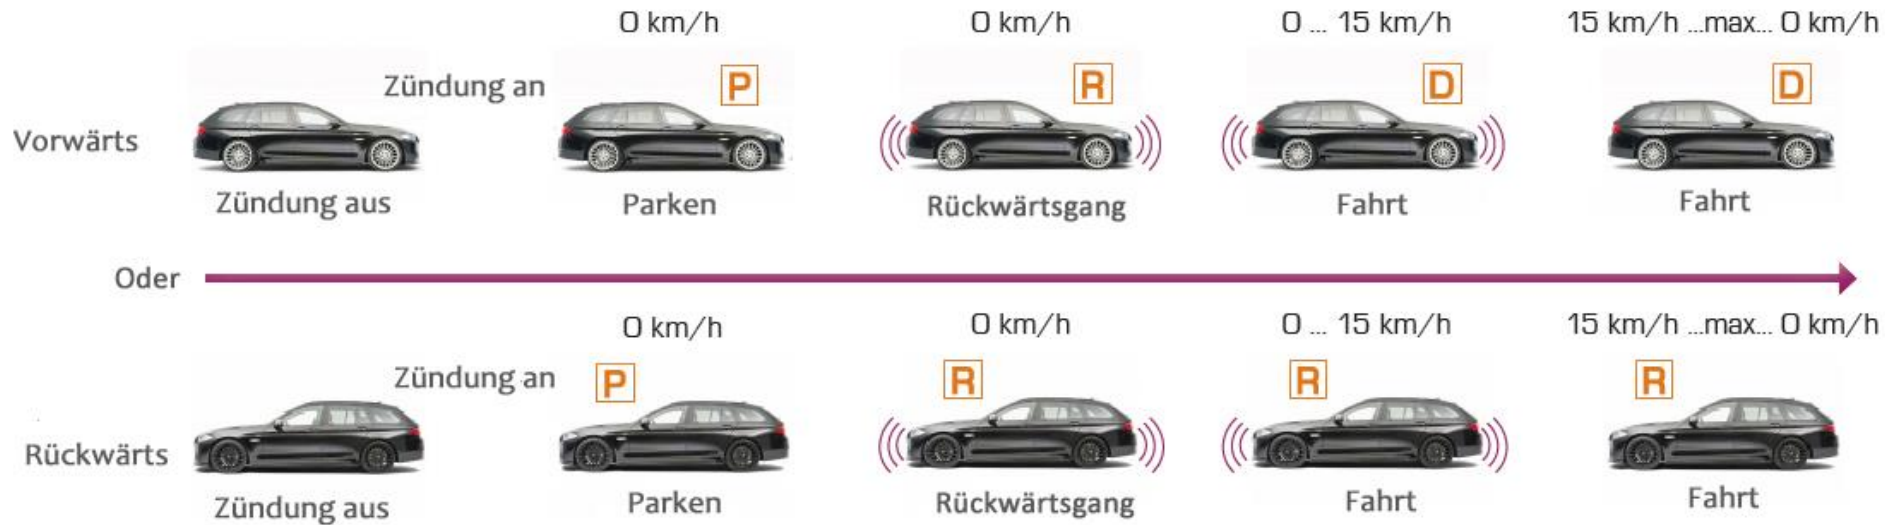 0 km/h
0 km/h
0 ... 15 km/h
15 km/h ...max... 0 km/h
Zündung an
P
R
D
D
Vorwärts
Zündung aus
Parken
Rückwärtsgang
Fahrt
Fahrt
Oder
0 km/h
0 km/h
0 ... 15 km/h
15 km/h ...max... 0 km/h
Zündung an
P
R
R
R
Rückwärts
Zündung aus
Parken
Rückwärtsgang
Fahrt
Fahrt